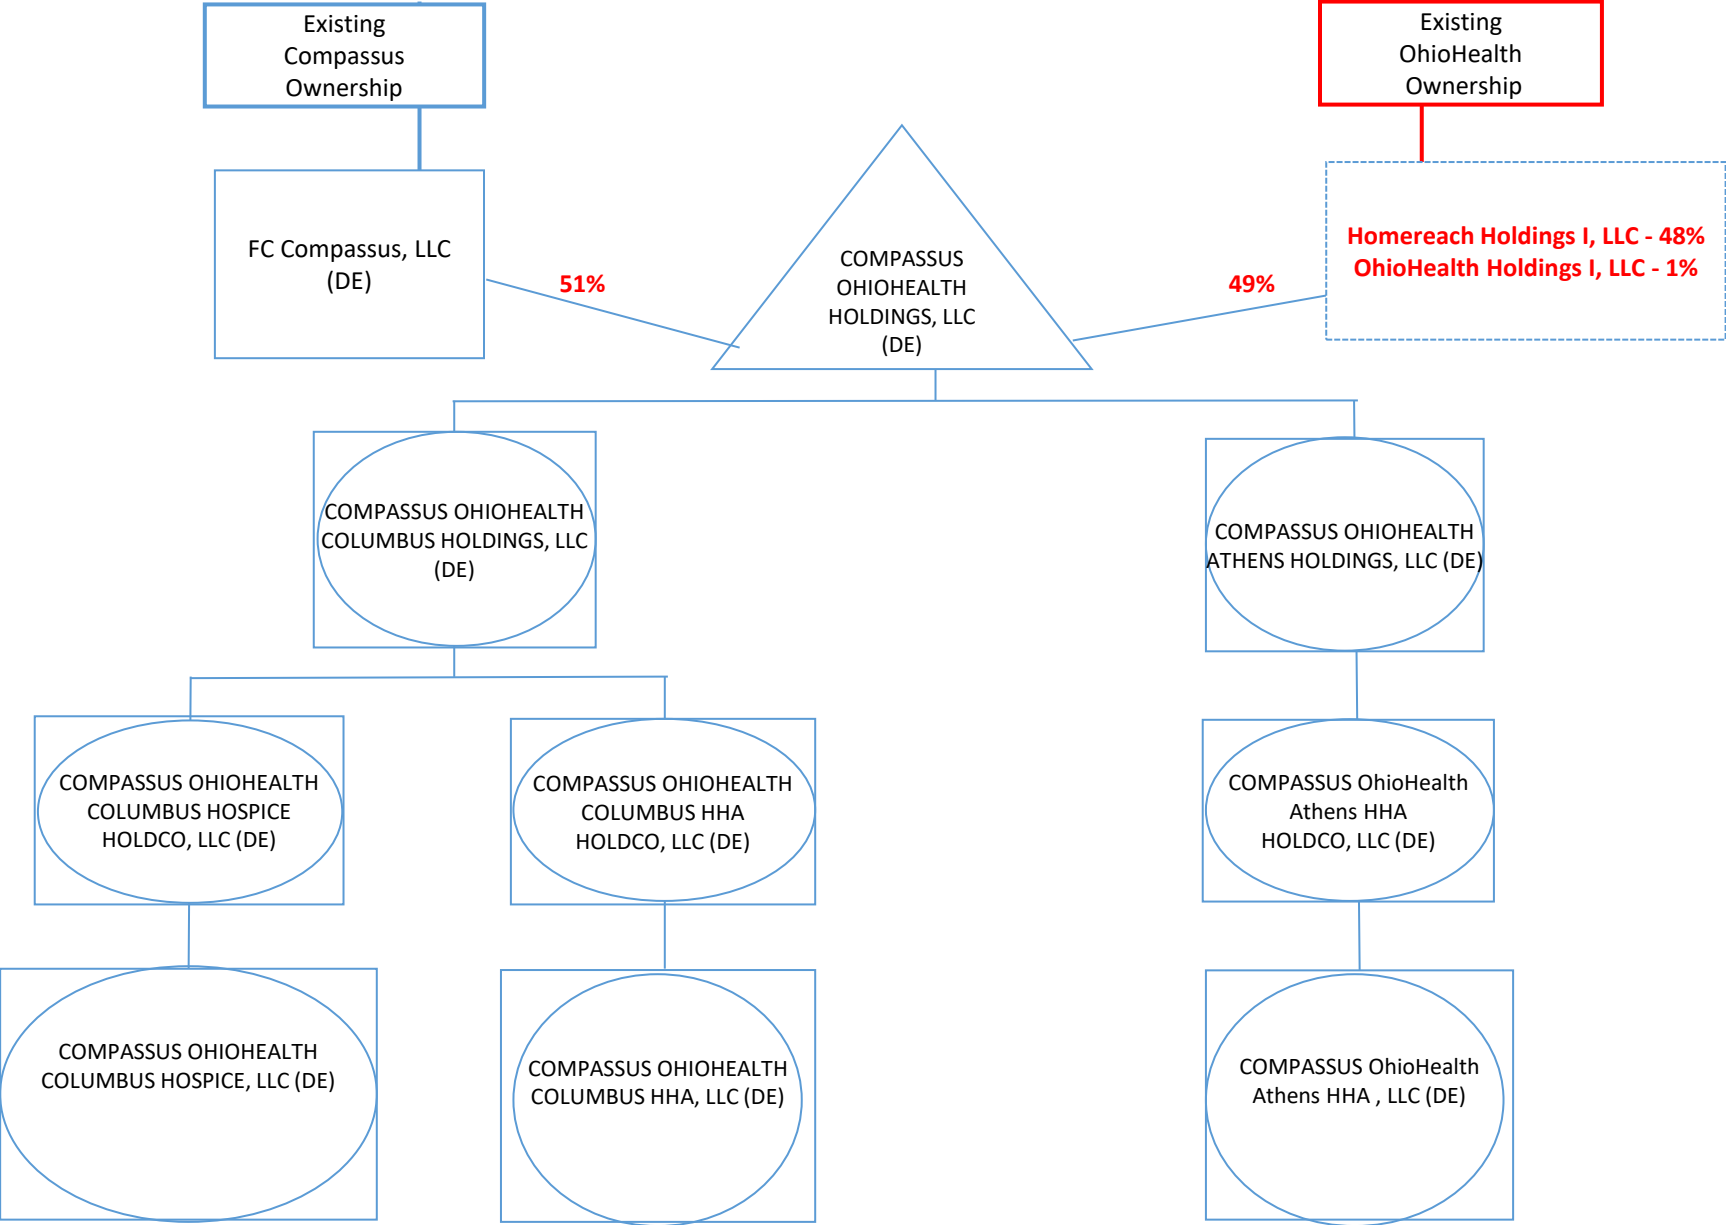 Existing
Compassus
Ownership
Existing
OhioHealth
Ownership
FC Compassus, LLC
(DE)
51%
COMPASSUS
OHIOHEALTH
HOLDINGS, LLC
(DE)
49%
Homereach Holdings I, LLC - 48%
OhioHealth Holdings I, LLC - 1%
COMPASSUS OHIOHEALTH
COLUMBUS HOLDINGS, LLC
(DE)
COMPASSUS OHIOHEALTH
ATHENS HOLDINGS, LLC (DE)
COMPASSUS OHIOHEALTH
COLUMBUS HOSPICE
HOLDCO, LLC (DE)
COMPASSUS OHIOHEALTH
COLUMBUS HHA
HOLDCO, LLC (DE)
COMPASSUS OhioHealth
Athens HHA
HOLDCO, LLC (DE)
COMPASSUS OHIOHEALTH
COLUMBUS HOSPICE, LLC (DE)
COMPASSUS OHIOHEALTH
COLUMBUS HHA, LLC (DE)
COMPASSUS OhioHealth
Athens HHA , LLC (DE)